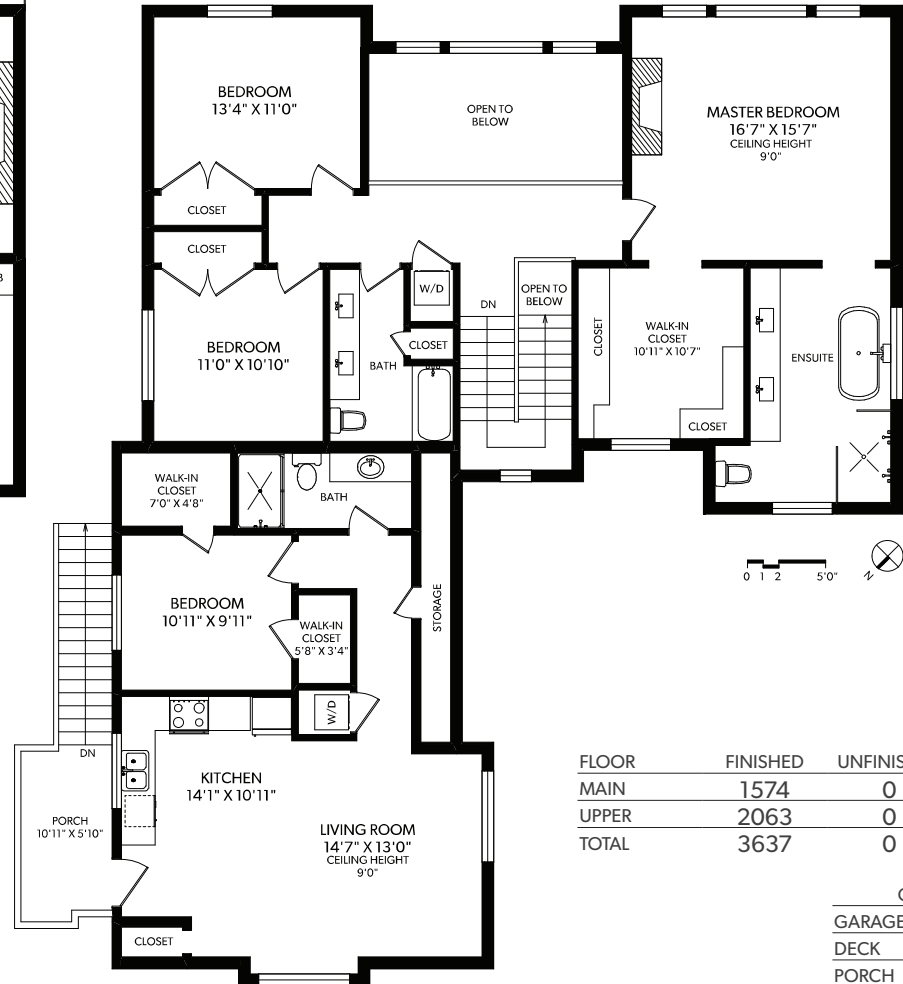 BEDROOM
13'4" X 11'0"
OPEN TO
BELOW
MASTER BEDROOM
16'7" X 15'7"
CEILING HEIGHT
9'0"
CLOSET
CLOSET
W/D
DN
OPEN TO
BELOW
BEDROOM
11'0" X 10'10"
CLOSET
BATH
CLOSET
WALK-IN
CLOSET
10'11" X 10'7"
CLOSET
ENSUITE
WALK-IN
CLOSET
7'0" X 4'8"
BATH
BEDROOM
10'11" X 9'11"
WALK-IN
CLOSET
5'8" X 3'4"
STORAGE
W/D
0 1 2 5'0"
N
DN
KITCHEN
14'1" X 10'11"
PORCH
10'11" X 5'10"
LIVING ROOM
14'7" X 13'0"
CEILING HEIGHT
9'0"
CLOSET
FLOOR FINISHED UNFINIS
MAIN 1574 0
UPPER 2063 0
TOTAL 3637 0
GARAGE
DECK
PORCH